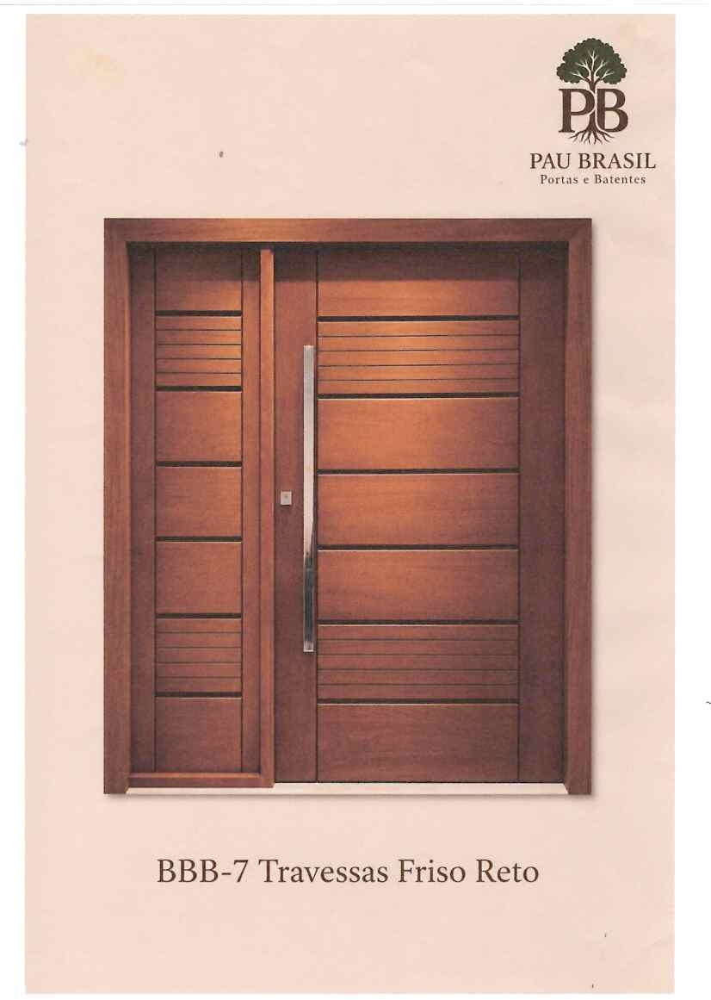 PB
PAU BRASIL
Portas e Batentes
BBB-7 Travessas Friso Reto